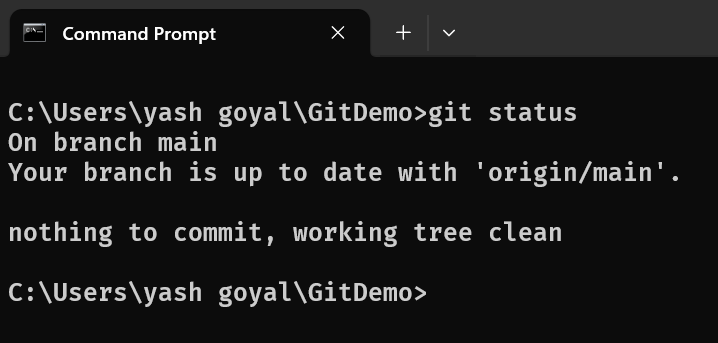 Command Prompt
C:\Users\yash goyal\GitDemo>git status
On branch main
Your branch is up to date with 'origin/main'.
nothing to commit, working tree clean
C:\Users\yash goyal\GitDemo>